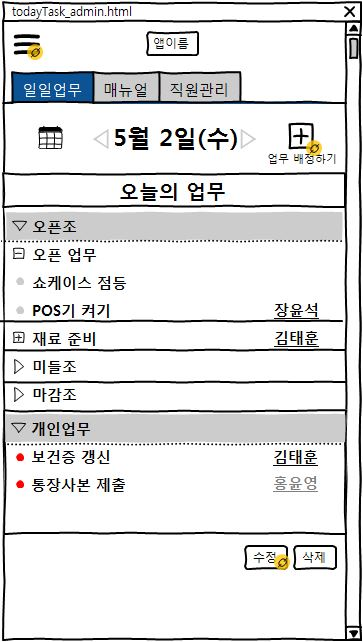 todayTask_admin.html
앱이름
일일업무 매뉴얼 직원관리
5월 2일(수)
업무 배정하기
오늘의 업무
오픈조
오픈 업무
쇼케이스 점등
POS기 켜기 장윤석
재료 준비 김태훈
미들조
마감조
개인업무
보건증 갱신 김태훈
통장사본 제출 홍윤영
수정 삭제